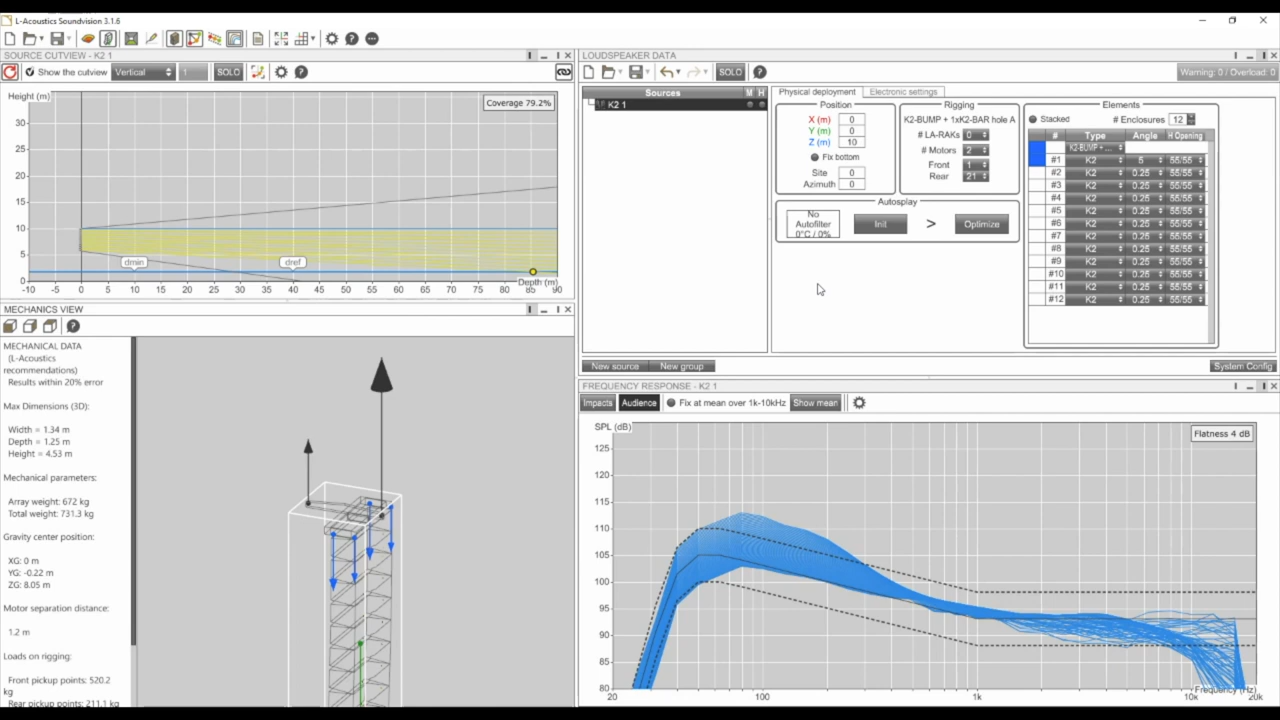 L-Acoustics Soundvision 3.1.6
SOURCE CUTVIEW - K2 1
Show the cutview
Vertical
1
SOLO
Height (m)
Coverage 79.2%
30
25
20
15
10
5
0
dmin
dref
Depth (m)
-10 -5 0 5 10 15 20 25 30 35 40 45 50 55 60 65 70 75 80 85 90
MECHANICS VIEW
MECHANICAL DATA
(L-Acoustics
recommendations)
Results within 20% error
Max Dimensions (3D):
Width = 1.34 m
Depth = 1.25 m
Height = 4.53 m
Mechanical parameters:
Array weight: 672 kg
Total weight: 731.3 kg
Gravity center position:
XG: 0 m
YG: -0.22 m
ZG: 8.05 m
Motor separation distance:
1.2 m
Loads on rigging:
Front pickup points: 520.2
kg
Rear pickup points: 211.1 kg
LOUDSPEAKER DATA
SOLO
Warning: 0 / Overload: 0
Sources M H
K2 1
New source New group
Physical deployment Electronic settings
Position
X (m) 0
Y (m) 0
Z (m) 10
Fix bottom
Site 0
Azimuth 0
Rigging
K2-BUMP + 1xK2-BAR hole A
# LA-RAKs 0
# Motors 2
Front 1
Rear 21
Autosplay
No
Autofilter
0°C / 0%
Init > Optimize
Elements
Stacked # Enclosures 12
# Type Angle H Opening
K2-BUMP + ...
#1 K2 5 55/55
#2 K2 0.25 55/55
#3 K2 0.25 55/55
#4 K2 0.25 55/55
#5 K2 0.25 55/55
#6 K2 0.25 55/55
#7 K2 0.25 55/55
#8 K2 0.25 55/55
#9 K2 0.25 55/55
#10 K2 0.25 55/55
#11 K2 0.25 55/55
#12 K2 0.25 55/55
System Config
FREQUENCY RESPONSE - K2 1
Impacts Audience Fix at mean over 1k-10kHz Show mean
SPL (dB)
Flatness 4 dB
125
120
115
110
105
100
95
90
85
80
Frequency (Hz)
20 100 1k 10k 20k